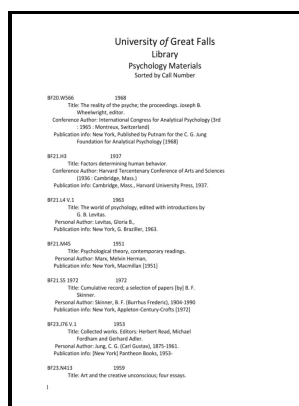 University of Great Falls
Library
Psychology Materials
Sorted by Call Number
BF20.W566 1968
Title: The reality of the psyche; the proceedings. Joseph B.
Wheelwright, editor.
Conference Author: International Congress for Analytical Psychology (3rd
: 1965 : Montreux, Switzerland)
Publication info: New York, Published by Putnam for the C. G. Jung
Foundation for Analytical Psychology [1968]
BF21.H3 1937
Title: Factors determining human behavior.
Conference Author: Harvard Tercentenary Conference of Arts and Sciences
(1936 : Cambridge, Mass.)
Publication info: Cambridge, Mass., Harvard University Press, 1937.
BF21.L4 V.1 1963
Title: The world of psychology, edited with introductions by
G. B. Levitas.
Personal Author: Levitas, Gloria B.,
Publication info: New York, G. Braziller, 1963.
BF21.M45 1951
Title: Psychological theory, contemporary readings.
Personal Author: Marx, Melvin Herman,
Publication info: New York, Macmillan [1951]
BF21.S5 1972 1972
Title: Cumulative record; a selection of papers [by] B. F.
Skinner.
Personal Author: Skinner, B. F. (Burrhus Frederic), 1904-1990
Publication info: New York, Appleton-Century-Crofts [1972]
BF23.J76 V.1 1953
Title: Collected works. Editors: Herbert Read, Michael
Fordham and Gerhard Adler.
Personal Author: Jung, C. G. (Carl Gustav), 1875-1961.
Publication info: [New York] Pantheon Books, 1953-
BF23.N413 1959
Title: Art and the creative unconscious; four essays.
1